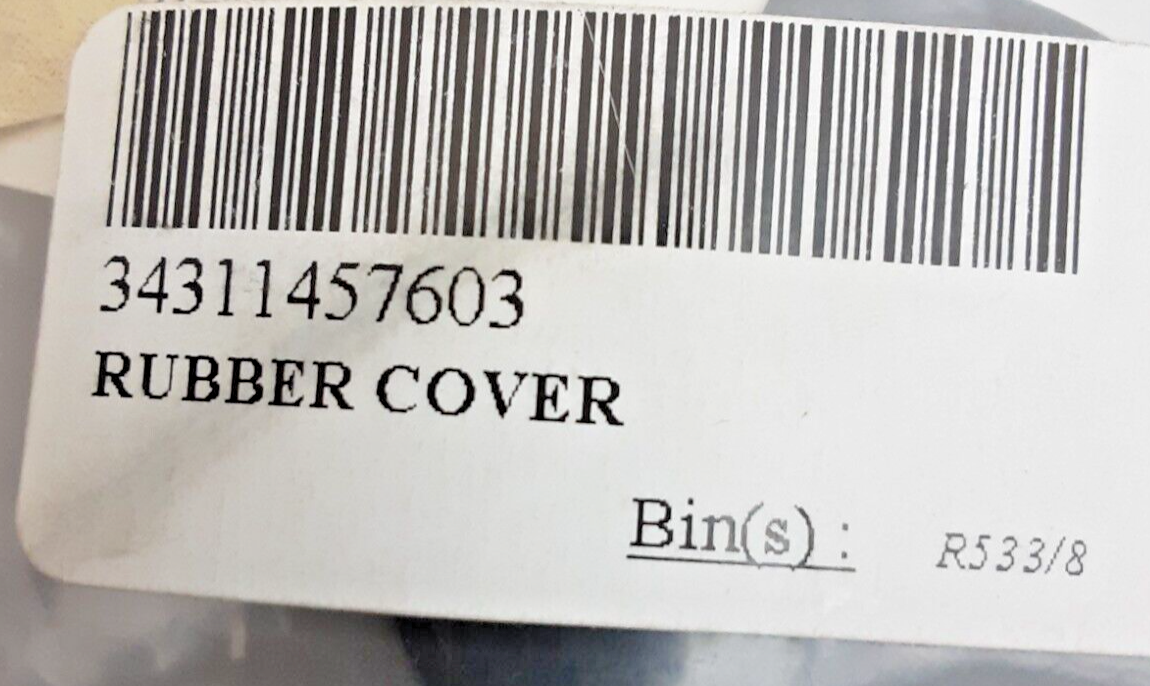 34311457603
RUBBER COVER
Bin(s) : R533/8